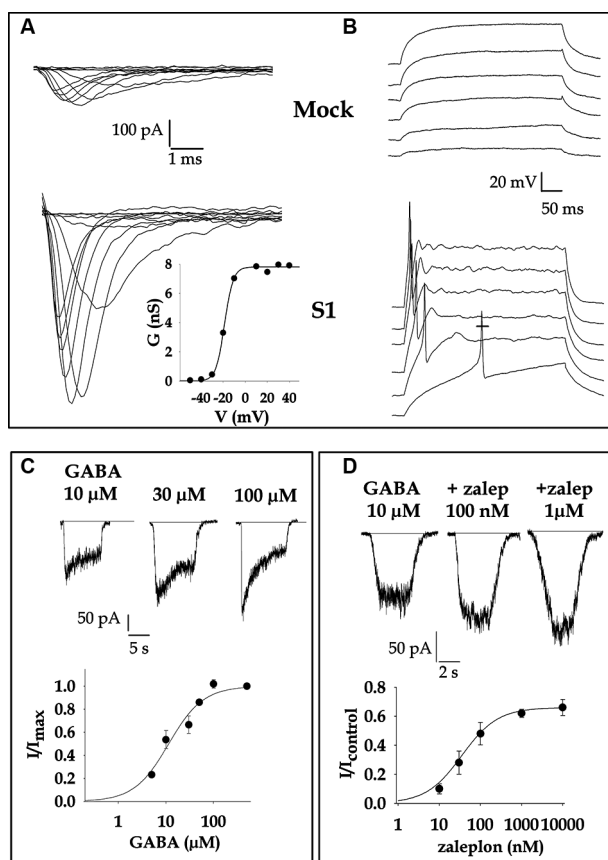 A
100 pA
1 ms
Mock
B
20 mV
50 ms
S1
8
6
4
2
0
G (nS)
-40 -20 0 20 40
V (mV)
C
GABA
10 µM 30 µM 100 µM
50 pA
5 s
1.0
0.8
0.6
0.4
0.2
0.0
I/Imax
1 10 100
GABA (µM)
D
GABA + zalep +zalep
10 µM 100 nM 1µM
50 pA
2 s
0.8
0.6
0.4
0.2
0.0
I/Icontrol
1 10 100 1000 10000
zaleplon (nM)